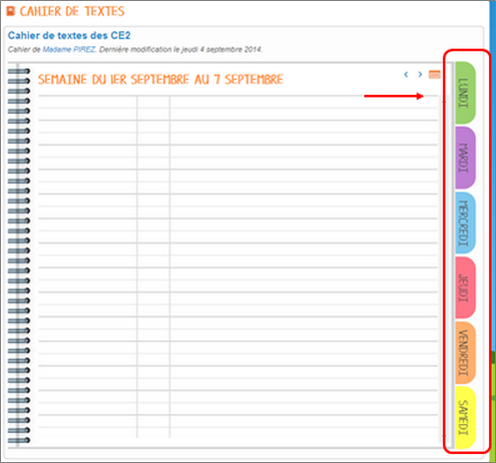 CAHIER DE TEXTES
Cahier de textes des CE2
Cahier de Madame PIREZ. Dernière modification le jeudi 4 septembre 2014.
SEMAINE DU 1ER SEPTEMBRE AU 7 SEPTEMBRE
LUNDI
MARDI
MERCREDI
JEUDI
VENDREDI
SAMEDI